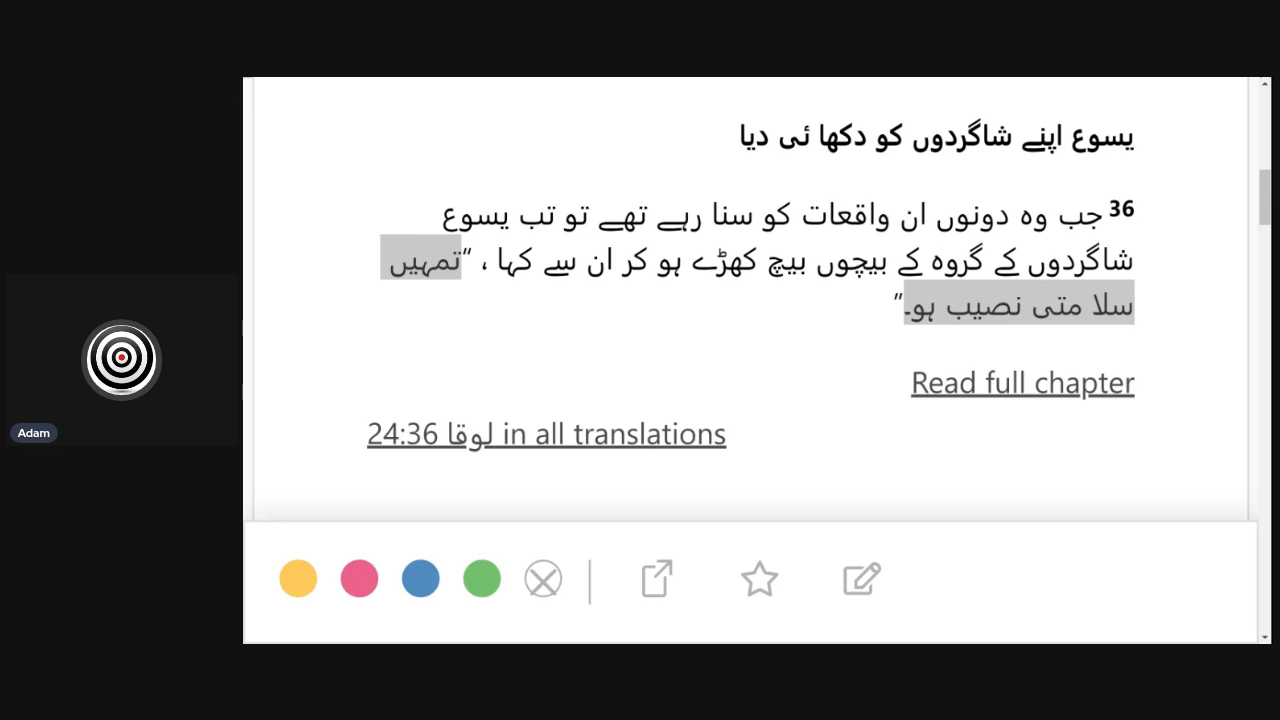 یسوع اپنے شاگردوں کو دکھا ئی دیا
36 جب وہ دونوں ان واقعات کو سنا رہے تھے تو تب یسوع
شاگردوں کے گروہ کے بیچوں بیچ کھڑے ہو کر ان سے کہا ، “تمہیں
سلا متی نصیب ہو۔”
Read full chapter
لوقا 24:36 in all translations
Adam